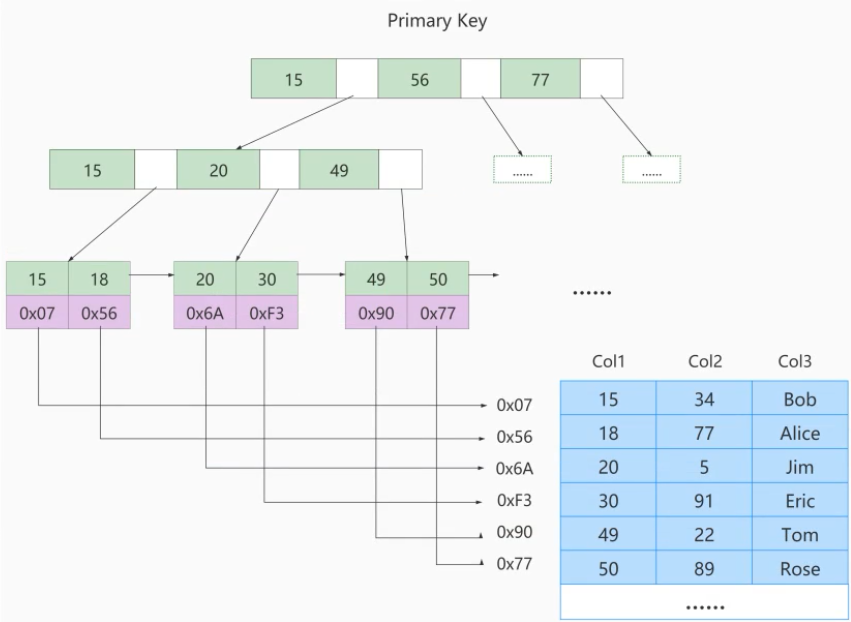 Primary Key
15 56 77
15 20 49
...... ......
15 18 20 30 49 50
0x07 0x56 0x6A 0xF3 0x90 0x77
......
Col1 Col2 Col3
0x07 15 34 Bob
0x56 18 77 Alice
0x6A 20 5 Jim
0xF3 30 91 Eric
0x90 49 22 Tom
0x77 50 89 Rose
......